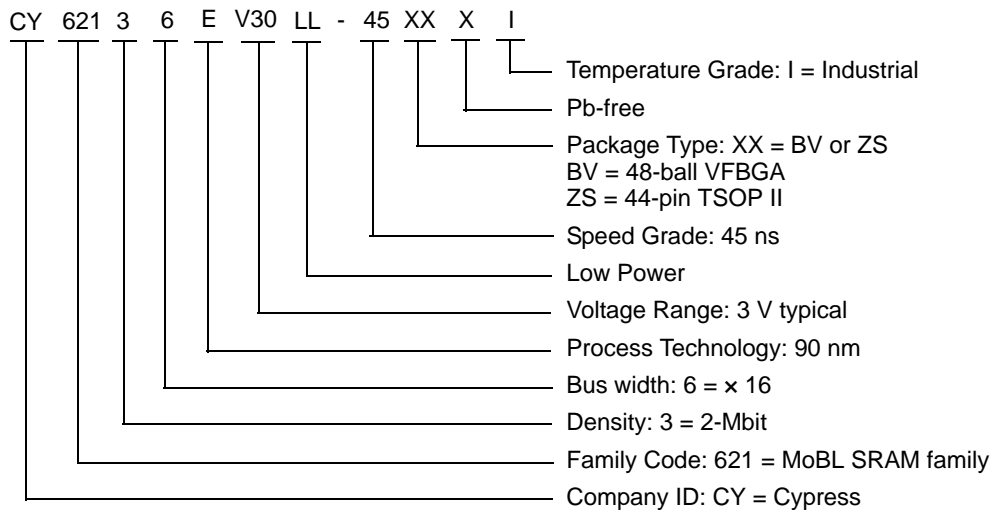 CY 621 3 6 E V30 LL - 45 XX X I
Temperature Grade: I = Industrial
Pb-free
Package Type: XX = BV or ZS
BV = 48-ball VFBGA
ZS = 44-pin TSOP II
Speed Grade: 45 ns
Low Power
Voltage Range: 3 V typical
Process Technology: 90 nm
Bus width: 6 = × 16
Density: 3 = 2-Mbit
Family Code: 621 = MoBL SRAM family
Company ID: CY = Cypress